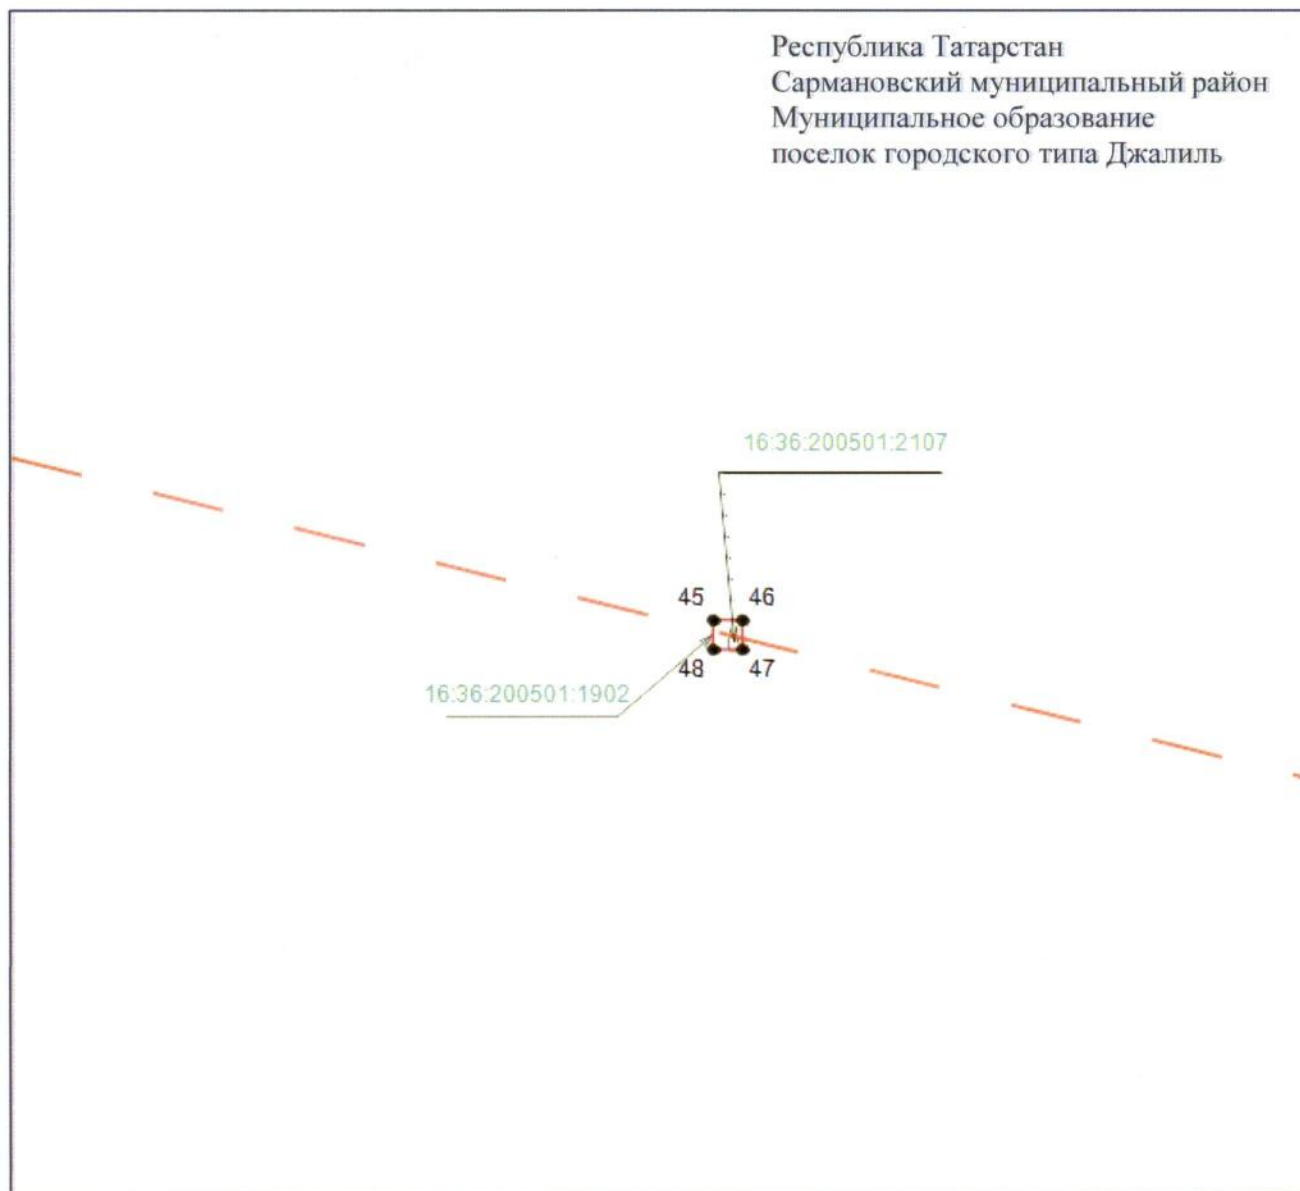 Республика Татарстан
Сармановский муниципальный район
Муниципальное образование
поселок городского типа Джалиль
16:36:200501:2107
45 46
48 47
16:36:200501:1902